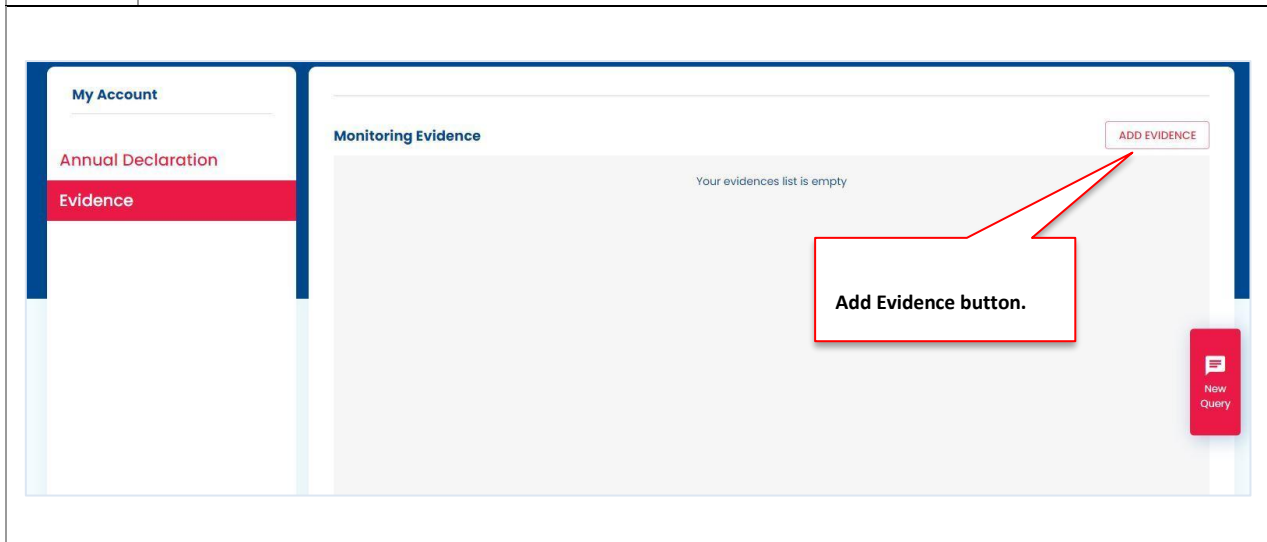 My Account
Annual Declaration
Evidence
Monitoring Evidence
ADD EVIDENCE
Your evidences list is empty
Add Evidence button.
New
Query